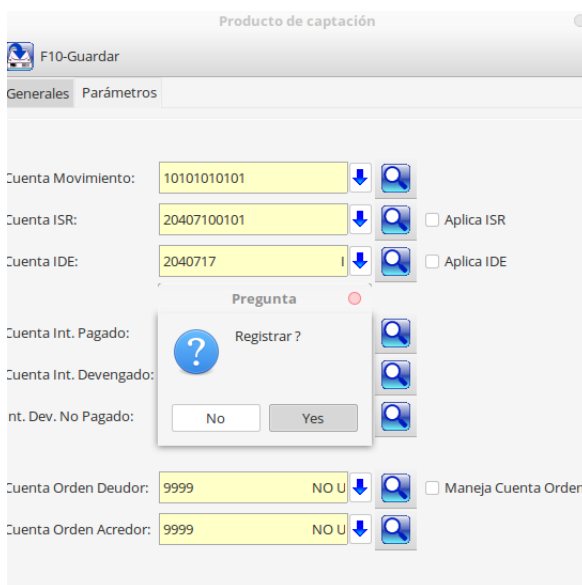 Producto de captación
F10-Guardar
Generales Parámetros
Cuenta Movimiento: 10101010101
Cuenta ISR: 20407100101 Aplica ISR
Cuenta IDE: 2040717 I Aplica IDE
Pregunta
Cuenta Int. Pagado:
Registrar ?
Cuenta Int. Devengado:
nt. Dev. No Pagado:
No Yes
Cuenta Orden Deudor: 9999 NO U Maneja Cuenta Orden
Cuenta Orden Acredor: 9999 NO U